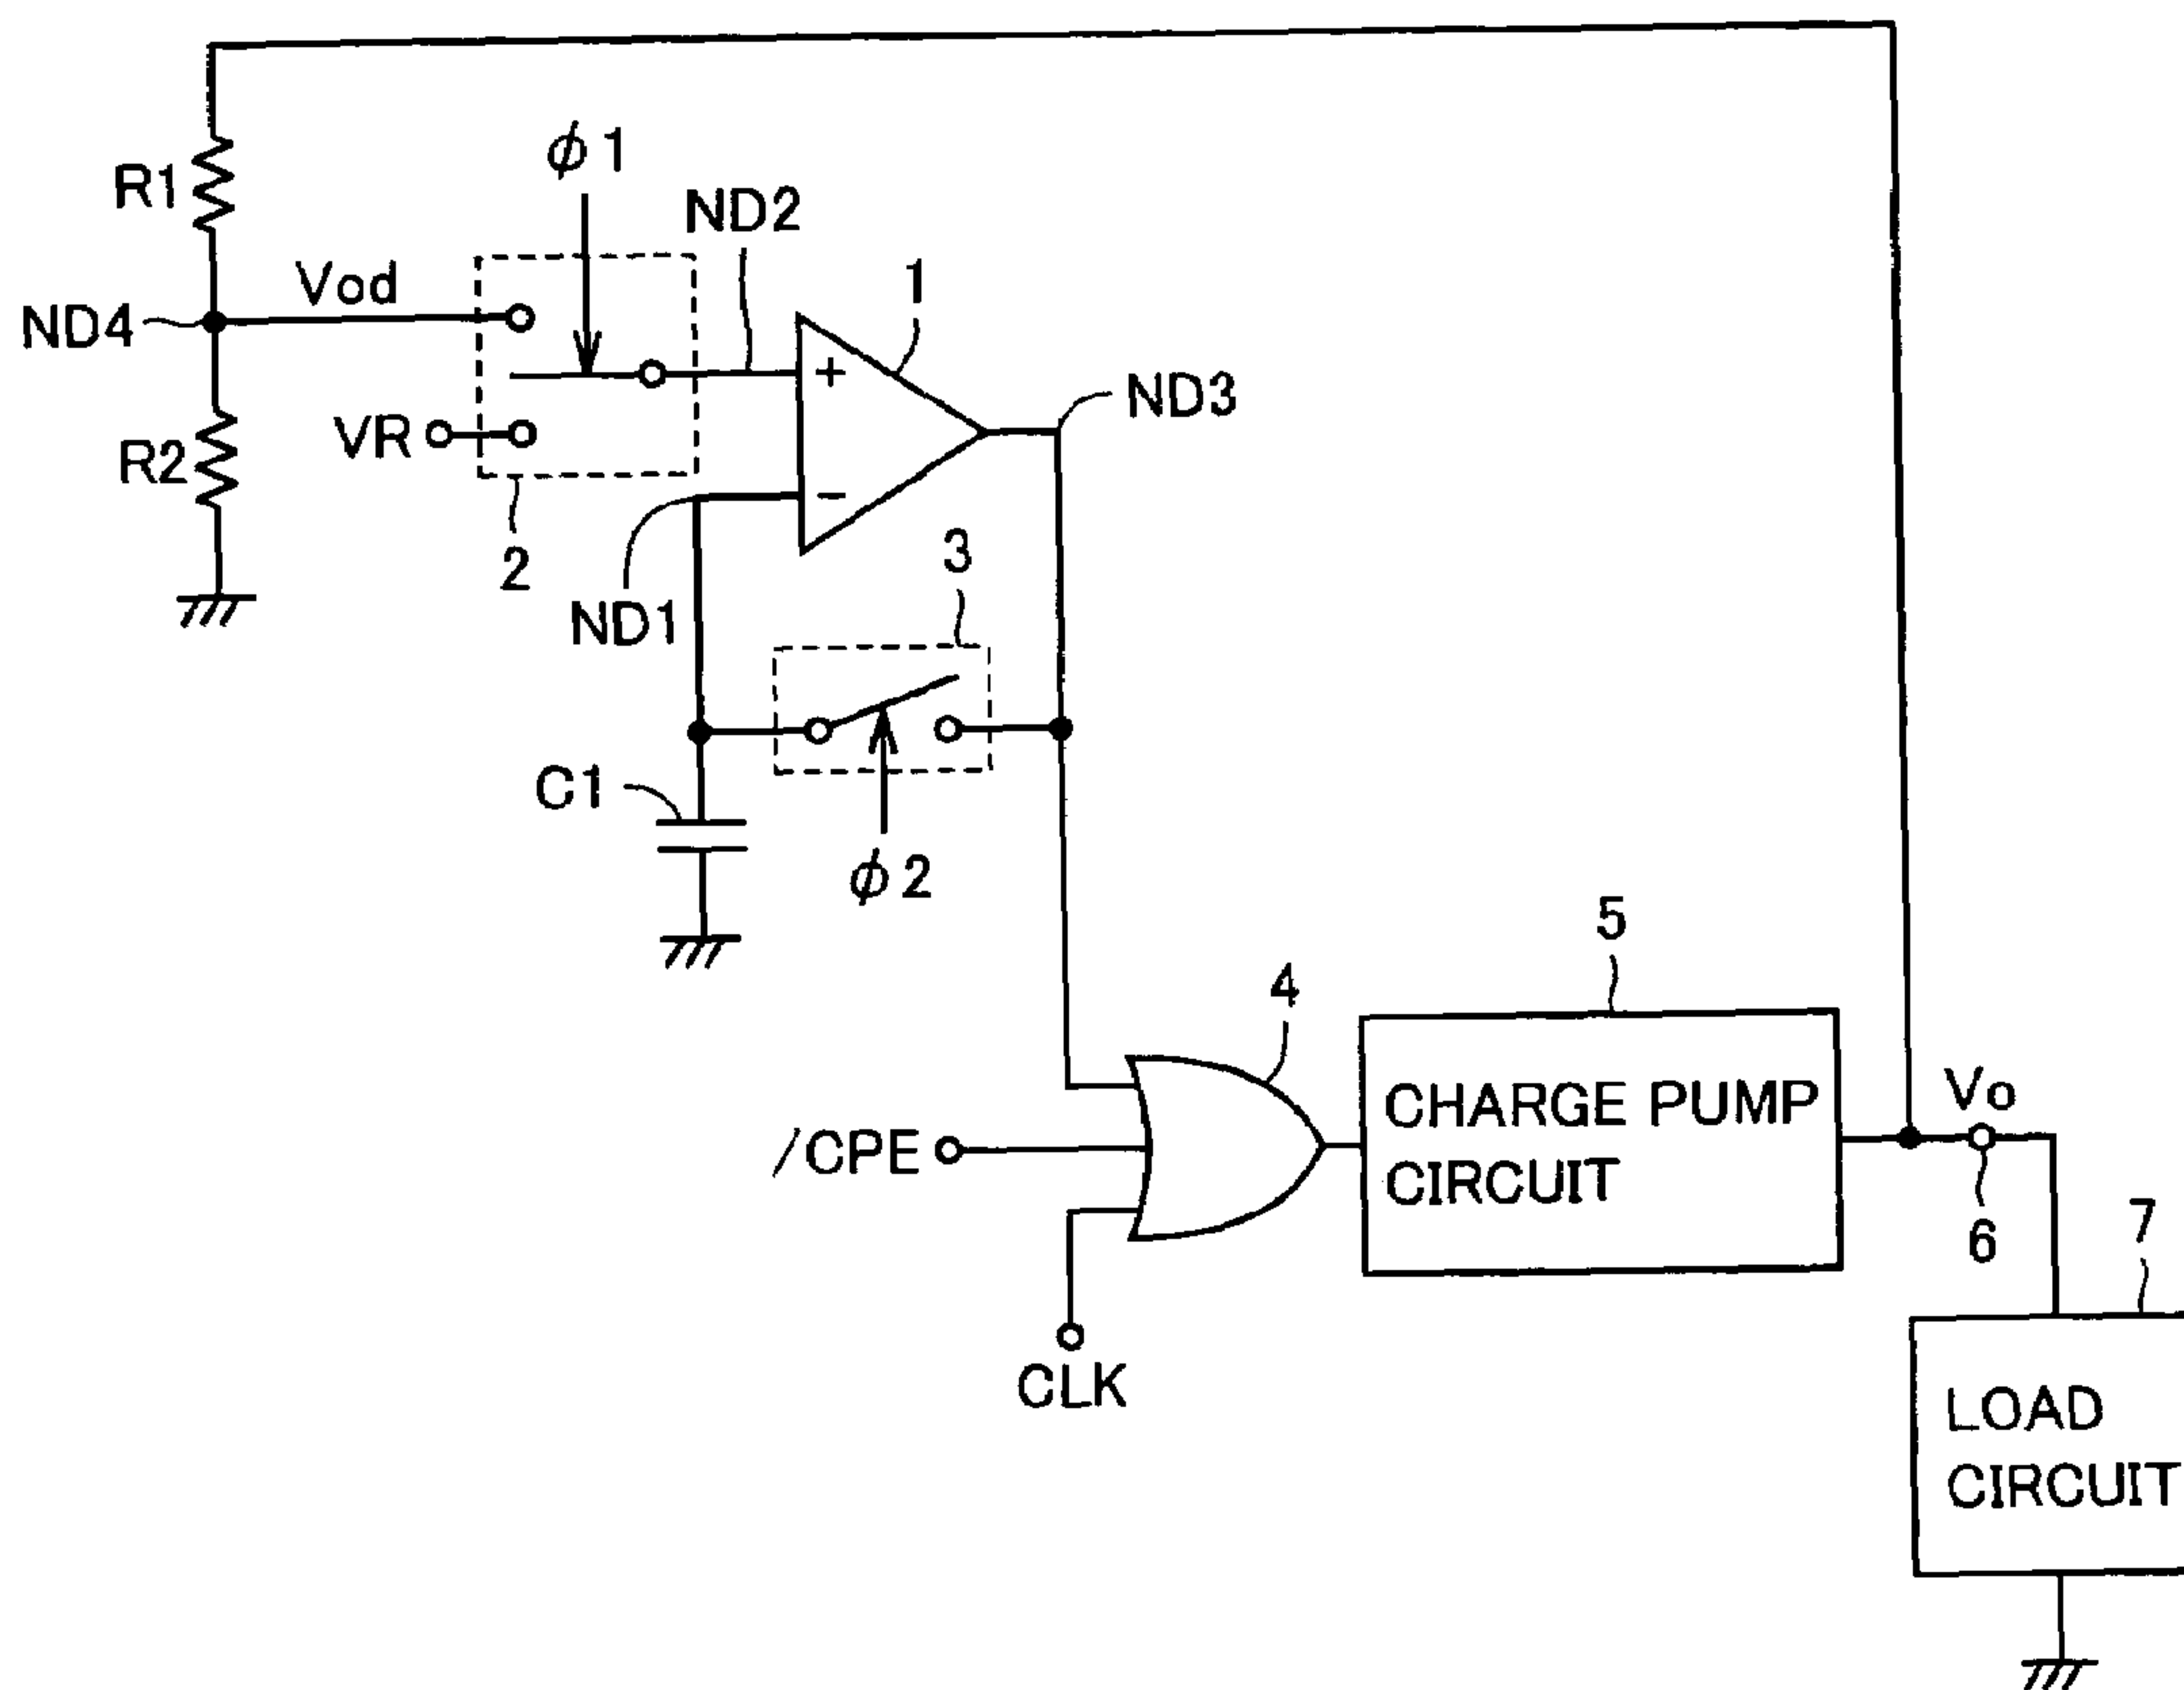 ϕ1
R1
ND2
Vod
1
ND4
+
ND3
VR
R2
−
2
3
ND1
C1
ϕ2
5
4
CHARGE PUMP
CIRCUIT
Vo
/CPE
6
7
CLK
LOAD
CIRCUIT